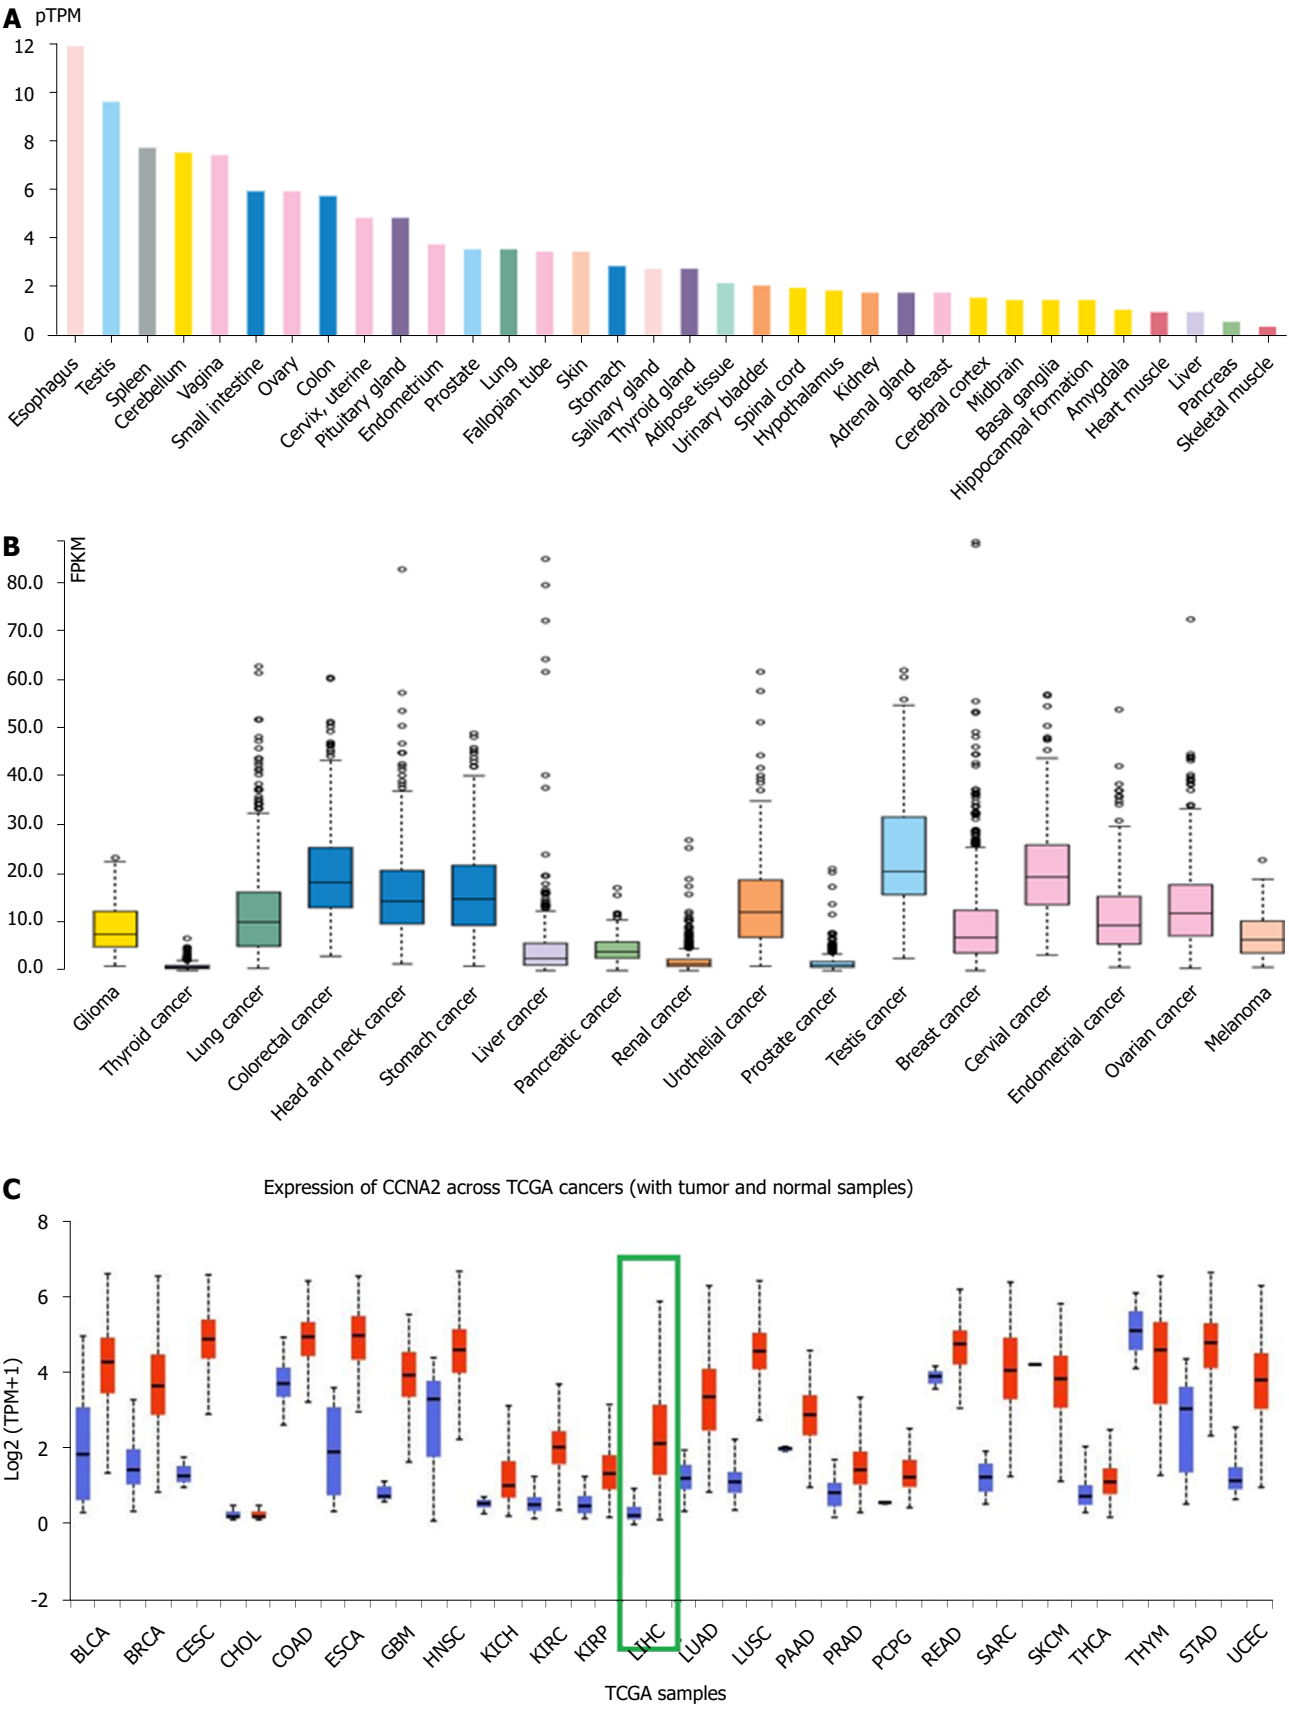 A pTPM
12
10
8
6
4
2
0
Esophagus
Testis
Spleen
Cerebellum
Vagina
Small intestine
Ovary
Colon
Cervix, uterine
Pituitary gland
Endometrium
Prostate
Lung
Fallopian tube
Skin
Stomach
Salivary gland
Thyroid gland
Adipose tissue
Urinary bladder
Spinal cord
Hypothalamus
Kidney
Adrenal gland
Breast
Cerebral cortex
Midbrain
Basal ganglia
Hippocampal formation
Amygdala
Heart muscle
Liver
Pancreas
Skeletal muscle
B
FPKM
80.0
70.0
60.0
50.0
40.0
30.0
20.0
10.0
0.0
Glioma
Thyroid cancer
Lung cancer
Colorectal cancer
Head and neck cancer
Stomach cancer
Liver cancer
Pancreatic cancer
Renal cancer
Urothelial cancer
Prostate cancer
Testis cancer
Breast cancer
Cervial cancer
Endometrial cancer
Ovarian cancer
Melanoma
C
Expression of CCNA2 across TCGA cancers (with tumor and normal samples)
Log2 (TPM+1)
8
6
4
2
0
-2
BLCA
BRCA
CESC
CHOL
COAD
ESCA
GBM
HNSC
KICH
KIRC
KIRP
LIHC
LUAD
LUSC
PAAD
PRAD
PCPG
READ
SARC
SKCM
THCA
THYM
STAD
UCEC
TCGA samples